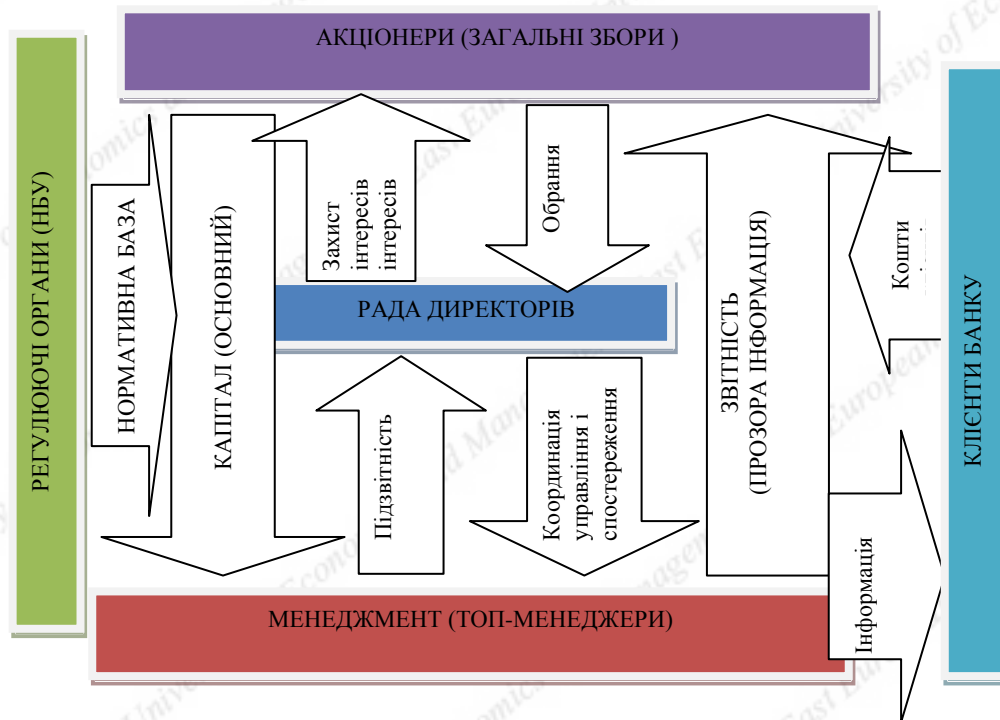 АКЦІОНЕРИ (ЗАГАЛЬНІ ЗБОРИ )
РЕГУЛЮЮЧІ ОРГАНИ (НБУ)
НОРМАТИВНА БАЗА
КАПІТАЛ (ОСНОВНИЙ)
Захист
інтересів
інтересів
Обрання
РАДА ДИРЕКТОРІВ
Підзвітність
Координація
управління і
спостереження
ЗВІТНІСТЬ
(ПРОЗОРА ІНФОРМАЦІЯ)
Кошти
Інформація
КЛІЄНТИ БАНКУ
МЕНЕДЖМЕНТ (ТОП-МЕНЕДЖЕРИ)